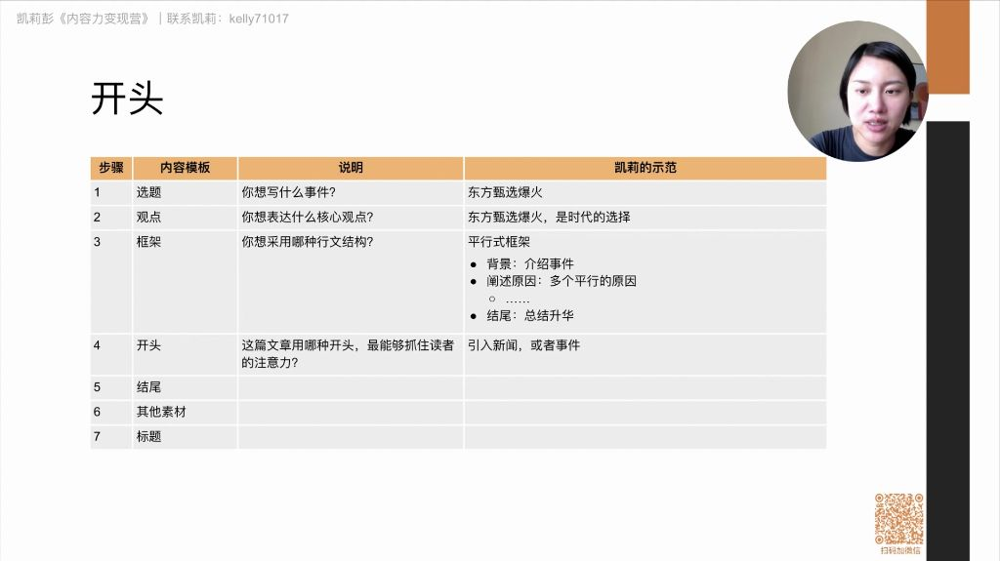 凯莉彭《内容力变现营》｜联系凯莉：kelly71017
开头
步骤 内容模板 说明 凯莉的示范
1 选题 你想写什么事件？ 东方甄选爆火
2 观点 你想表达什么核心观点？ 东方甄选爆火，是时代的选择
3 框架 你想采用哪种行文结构？ 平行式框架
● 背景：介绍事件
● 阐述原因：多个平行的原因
○ ……
● 结尾：总结升华
4 开头 这篇文章用哪种开头，最能够抓住读者 引入新闻，或者事件
的注意力？
5 结尾
6 其他素材
7 标题
扫码加微信